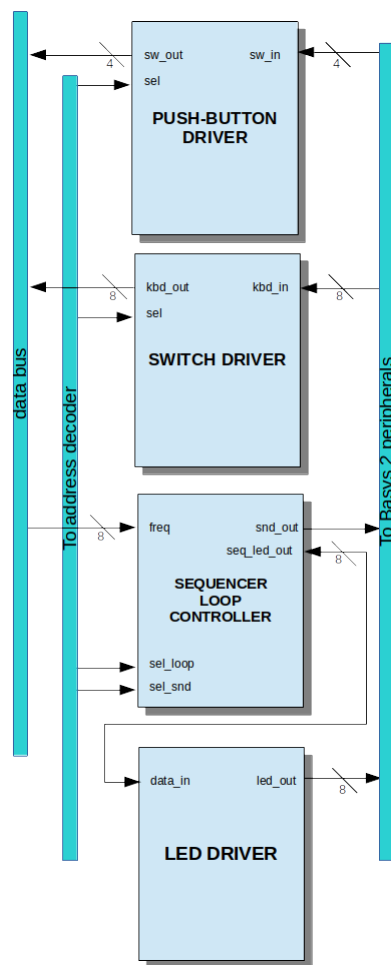 sw_out
sw_in
4
4
sel
PUSH-BUTTON
DRIVER
kbd_out
kbd_in
8
8
sel
SWITCH DRIVER
data bus
To address decoder
To Basys 2 peripherals
freq
snd_out
8
seq_led_out
8
SEQUENCER
LOOP
CONTROLLER
sel_loop
sel_snd
data_in
led_out
8
LED DRIVER